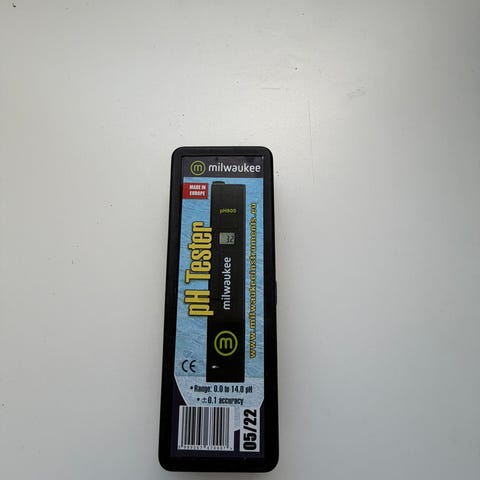 m milwaukee
MADE IN
EUROPE
pH600
pH Tester
milwaukee
m
www.milwaukeeinstruments.eu
CE
• Range: 0.0 to 14.0 pH
• ±0.1 accuracy
05/22